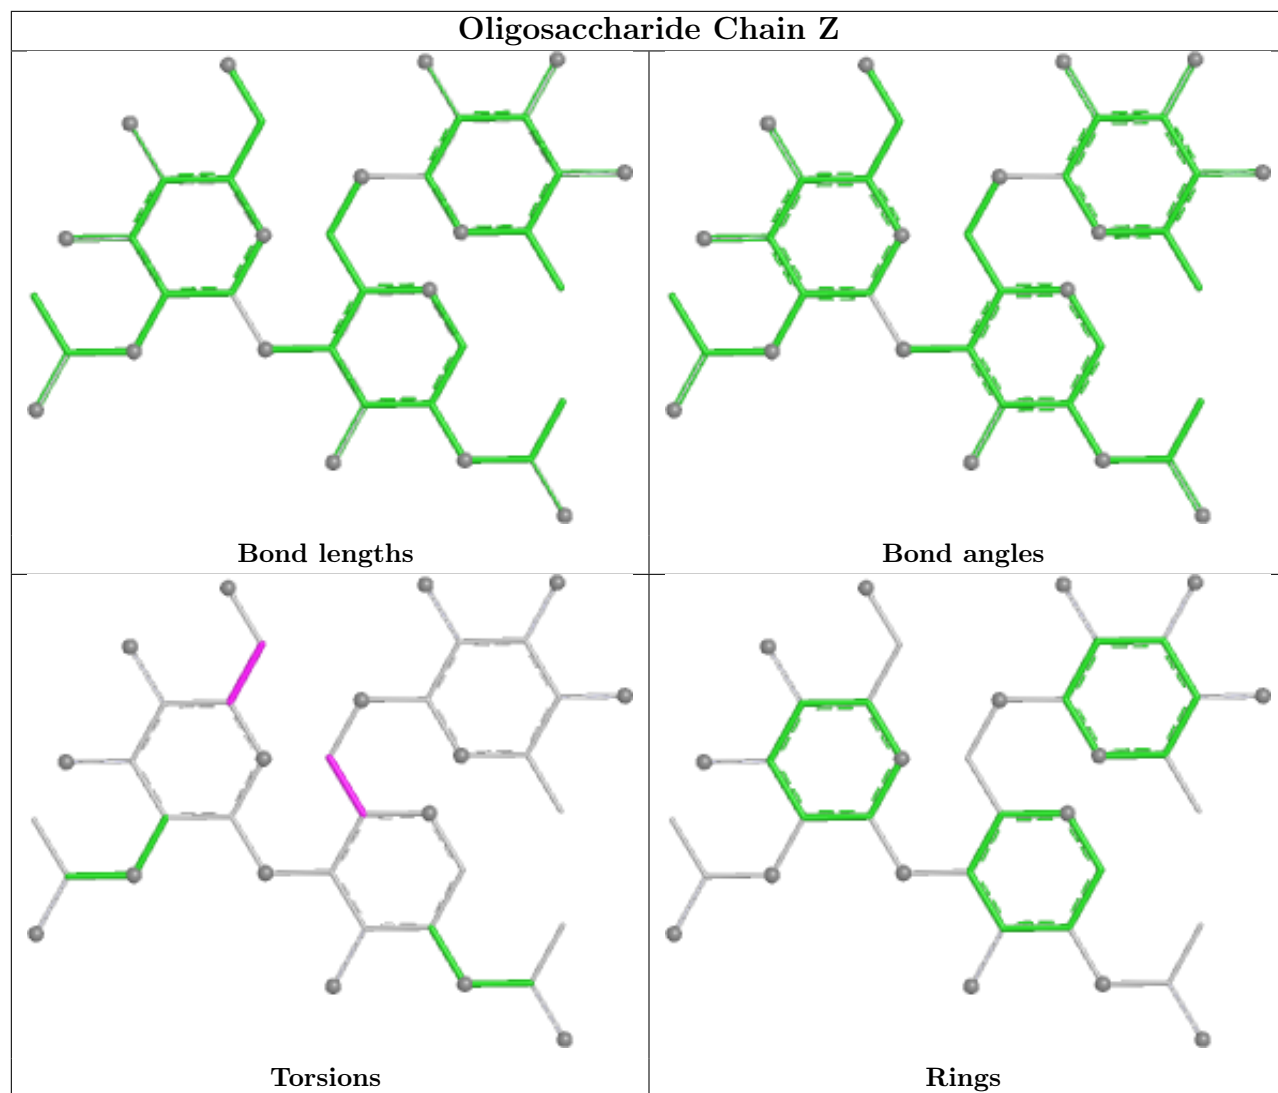 Oligosaccharide Chain Z
Bond lengths
Bond angles
Torsions
Rings